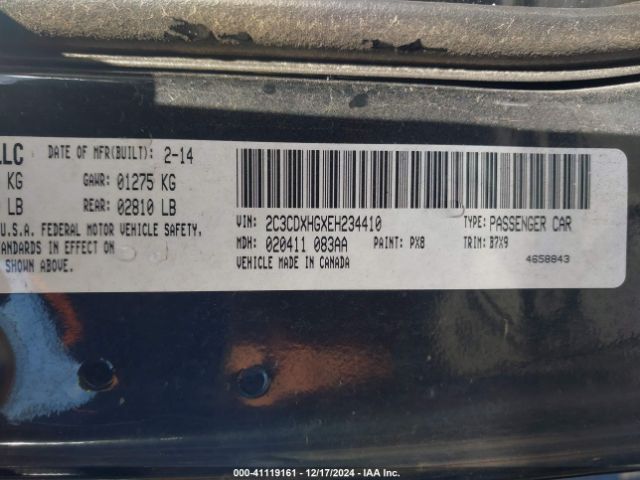 LLC DATE OF MFR(BUILT): 2-14
KG GAWR: 01275 KG
LB REAR: 02810 LB
U.S.A. FEDERAL MOTOR VEHICLE SAFETY,
STANDARDS IN EFFECT ON
SHOWN ABOVE.
VIN: 2C3CDXHGXEH234410 TYPE: PASSENGER CAR
MDH: 020411 083AA PAINT: PX8 TRIM: B7X9
VEHICLE MADE IN CANADA 4658843
000-41119161 - 12/17/2024 - IAA Inc.